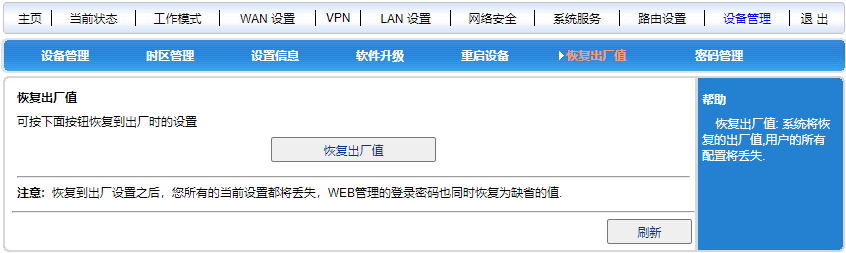 主页 当前状态 工作模式 WAN 设置 VPN LAN 设置 网络安全 系统服务 路由设置 设备管理 退 出
设备管理 时区管理 设置信息 软件升级 重启设备 恢复出厂值 密码管理
恢复出厂值
可按下面按钮恢复到出厂时的设置
恢复出厂值
注意: 恢复到出厂设置之后，您所有的当前设置都将丢失，WEB管理的登录密码也同时恢复为缺省的值.
刷新
帮助
恢复出厂值: 系统将恢
复的出厂值,用户的所有
配置将丢失.